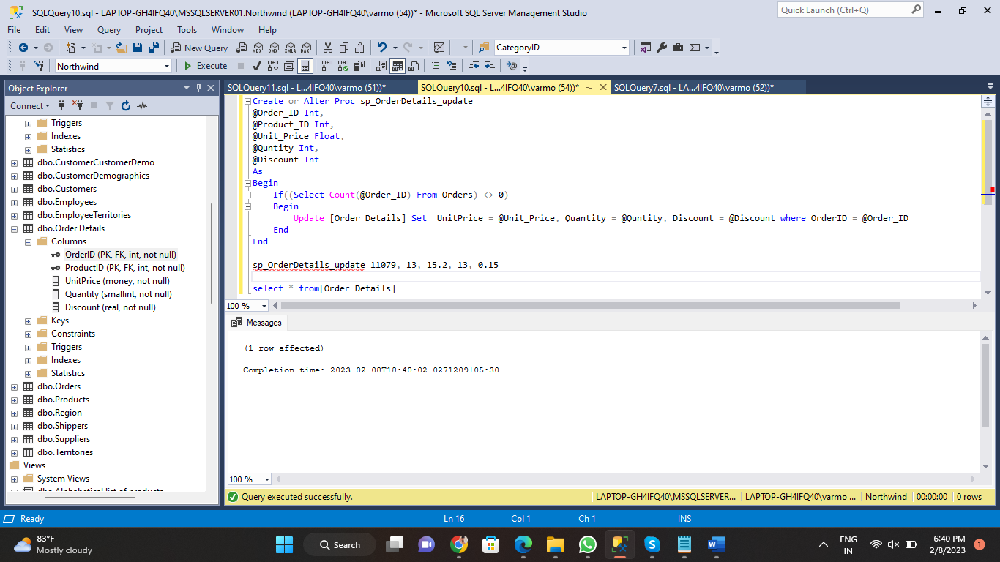 SQLQuery10.sql - LAPTOP-GH4IFQ40\MSSQLSERVER01.Northwind (LAPTOP-GH4IFQ40\varmo (54))* - Microsoft SQL Server Management Studio
Quick Launch (Ctrl+Q)
File Edit View Query Project Tools Window Help
New Query MDX DMX XMLA DAX CategoryID
Northwind Execute
Object Explorer
SQLQuery11.sql - L...4IFQ40\varmo (51))* SQLQuery10.sql - L...4IFQ40\varmo (54))* SQLQuery7.sql - LA...4IFQ40\varmo (52))*
Connect
Triggers
Indexes
Statistics
dbo.CustomerCustomerDemo
dbo.CustomerDemographics
dbo.Customers
dbo.Employees
dbo.EmployeeTerritories
dbo.Order Details
Columns
OrderID (PK, FK, int, not null)
ProductID (PK, FK, int, not null)
UnitPrice (money, not null)
Quantity (smallint, not null)
Discount (real, not null)
Keys
Constraints
Triggers
Indexes
Statistics
dbo.Orders
dbo.Products
dbo.Region
dbo.Shippers
dbo.Suppliers
dbo.Territories
Views
System Views
Create or Alter Proc sp_OrderDetails_update
@Order_ID Int,
@Product_ID Int,
@Unit_Price Float,
@Quntity Int,
@Discount Int
As
Begin
If((Select Count(@Order_ID) From Orders) <> 0)
Begin
Update [Order Details] Set  UnitPrice = @Unit_Price, Quantity = @Quntity, Discount = @Discount where OrderID = @Order_ID
End
End
sp_OrderDetails_update 11079, 13, 15.2, 13, 0.15
select * from[Order Details]
100 %
Messages
(1 row affected)
Completion time: 2023-02-08T18:40:02.0271209+05:30
100 %
Query executed successfully. LAPTOP-GH4IFQ40\MSSQLSERVER... LAPTOP-GH4IFQ40\varmo ... Northwind 00:00:00 0 rows
Ready Ln 16 Col 1 Ch 1 INS
83°F
Mostly cloudy
Search
ENG
IN
6:40 PM
2/8/2023
1